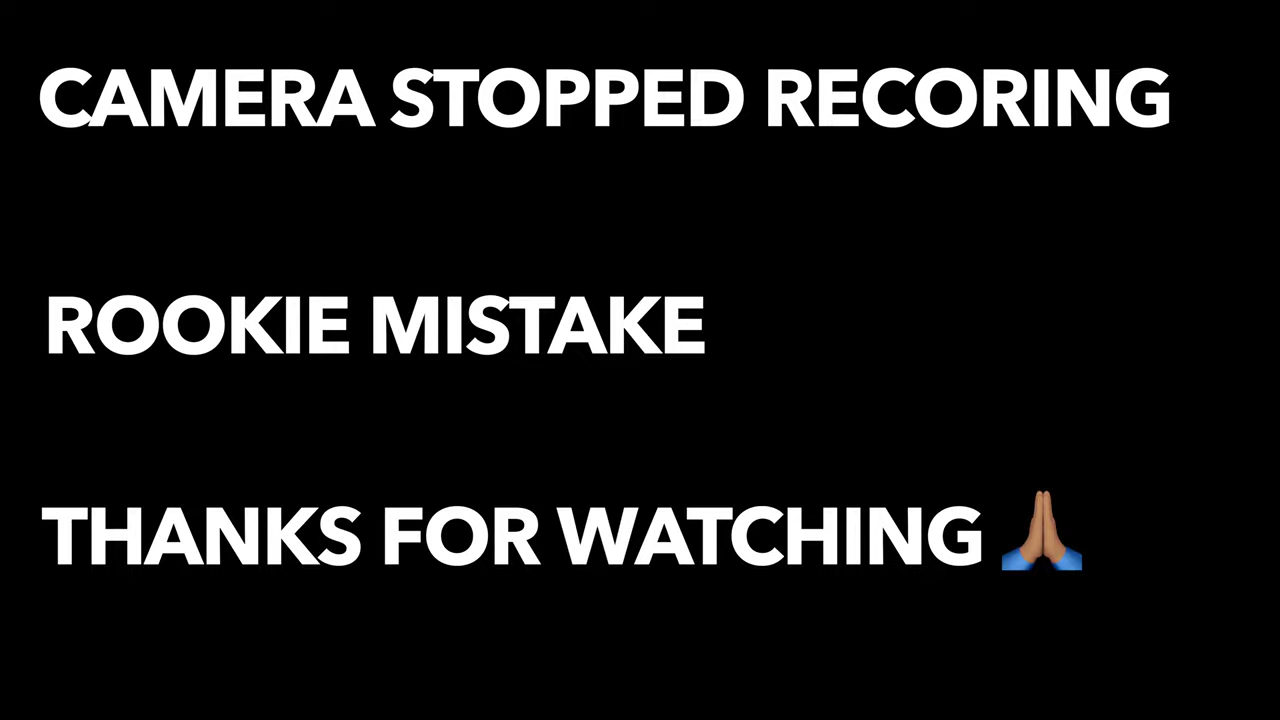 CAMERA STOPPED RECORING
ROOKIE MISTAKE
THANKS FOR WATCHING 🙏🏽